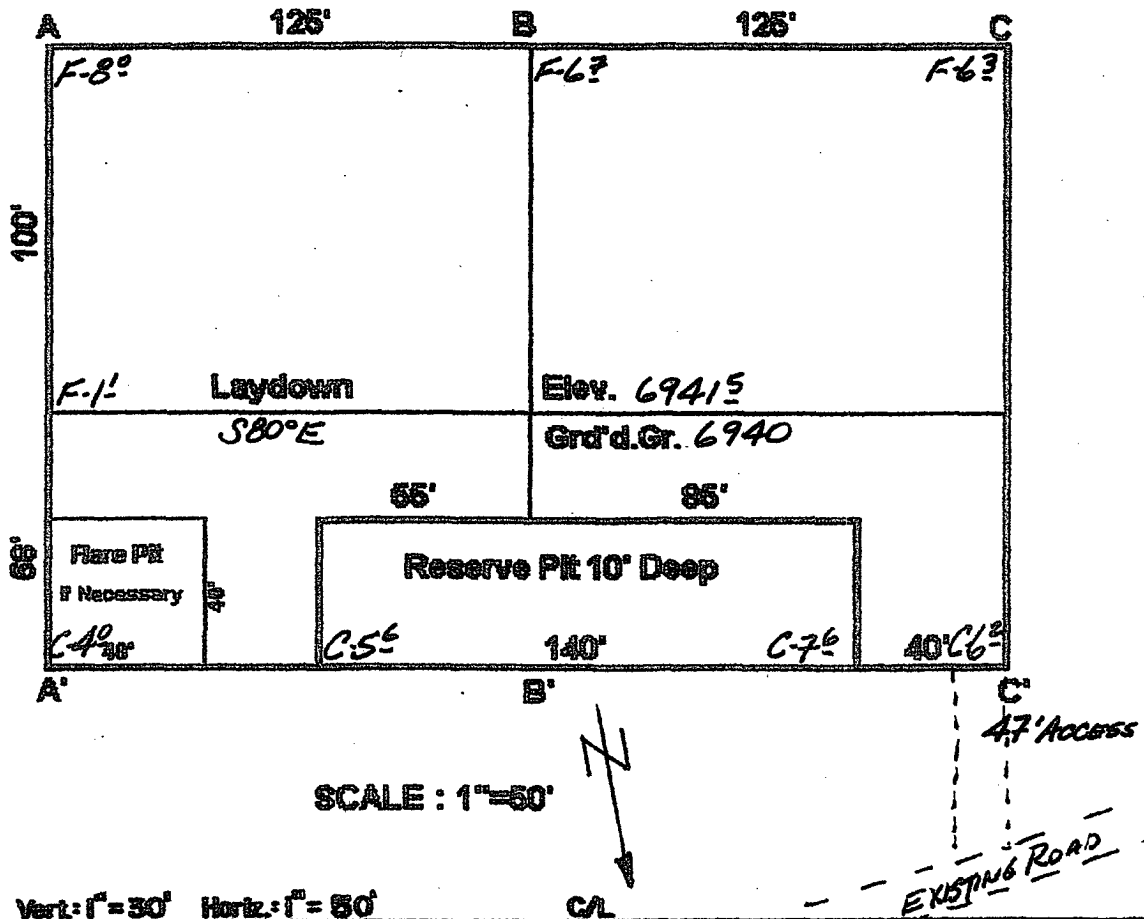 A 125' B 125' C
F-8⁰ F-6⁷ F-6³
100'
F-1¹ Laydown Elev. 6941⁵
S80°E Grd'd.Gr. 6940
55' 85'
Flare Pit
If Necessary 40'
Reserve Pit 10' Deep
C-4⁰ 40' C-5⁶ 140' C-7⁶ 40' C6²
A' B' C'
47' ACCESS
N
SCALE : 1"=50'
EXISTING ROAD
Vert.: 1"=30' Horiz.: 1"= 50' C/L